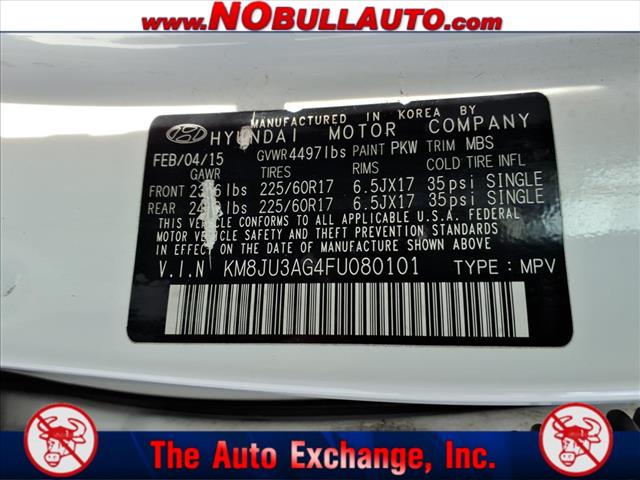 www.NOBULLAUTO.COM
MANUFACTURED IN KOREA BY
HYUNDAI MOTOR COMPANY
FEB/04/15 GVWR 4497lbs PAINT PKW TRIM MBS
GAWR TIRES RIMS COLD TIRE INFL
FRONT lbs 225/60R17 6.5JX17 35psi SINGLE
REAR lbs 225/60R17 6.5JX17 35psi SINGLE
THIS VEHICLE CONFORMS TO ALL APPLICABLE U.S.A. FEDERAL
MOTOR VEHICLE SAFETY AND THEFT PREVENTION STANDARDS
IN EFFECT ON THE DATE OF MANUFACTURE SHOWN ABOVE.
V.I.N KM8JU3AG4FU080101 TYPE : MPV
The Auto Exchange, Inc.